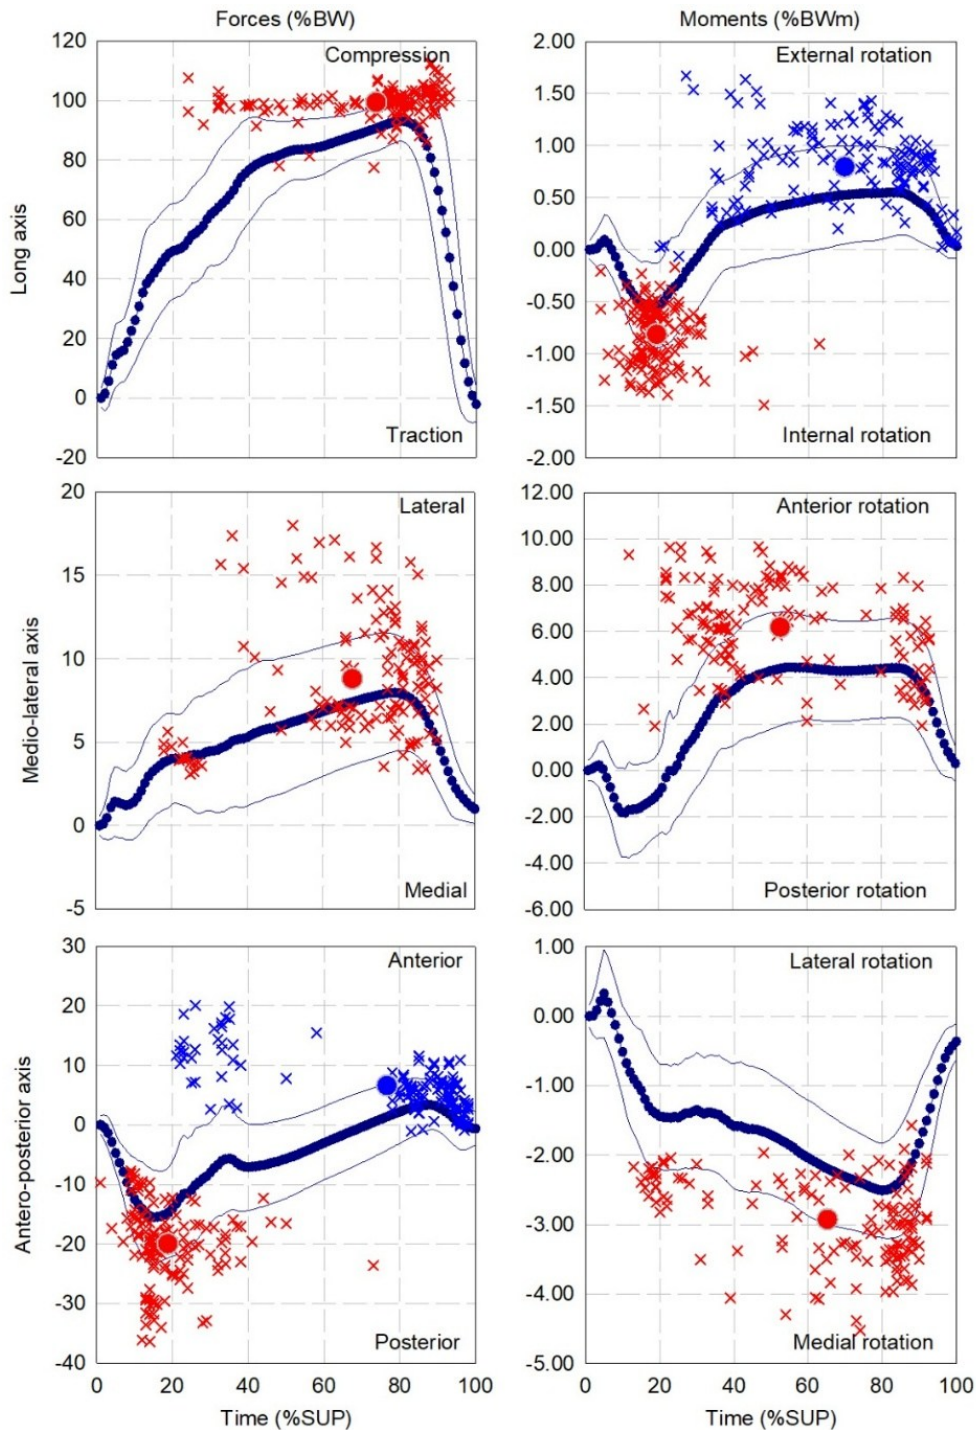 Forces (%BW)
Moments (%BWm)
Long axis
120
100
80
60
40
20
0
-20
Compression
Traction
2.00
1.50
1.00
0.50
0.00
-0.50
-1.00
-1.50
-2.00
External rotation
Internal rotation
Medio-lateral axis
20
15
10
5
0
-5
Lateral
Medial
12.00
10.00
8.00
6.00
4.00
2.00
0.00
-2.00
-4.00
-6.00
Anterior rotation
Posterior rotation
Antero-posterior axis
30
20
10
0
-10
-20
-30
-40
Anterior
Posterior
0 20 40 60 80 100
Time (%SUP)
1.00
0.00
-1.00
-2.00
-3.00
-4.00
-5.00
Lateral rotation
Medial rotation
0 20 40 60 80 100
Time (%SUP)